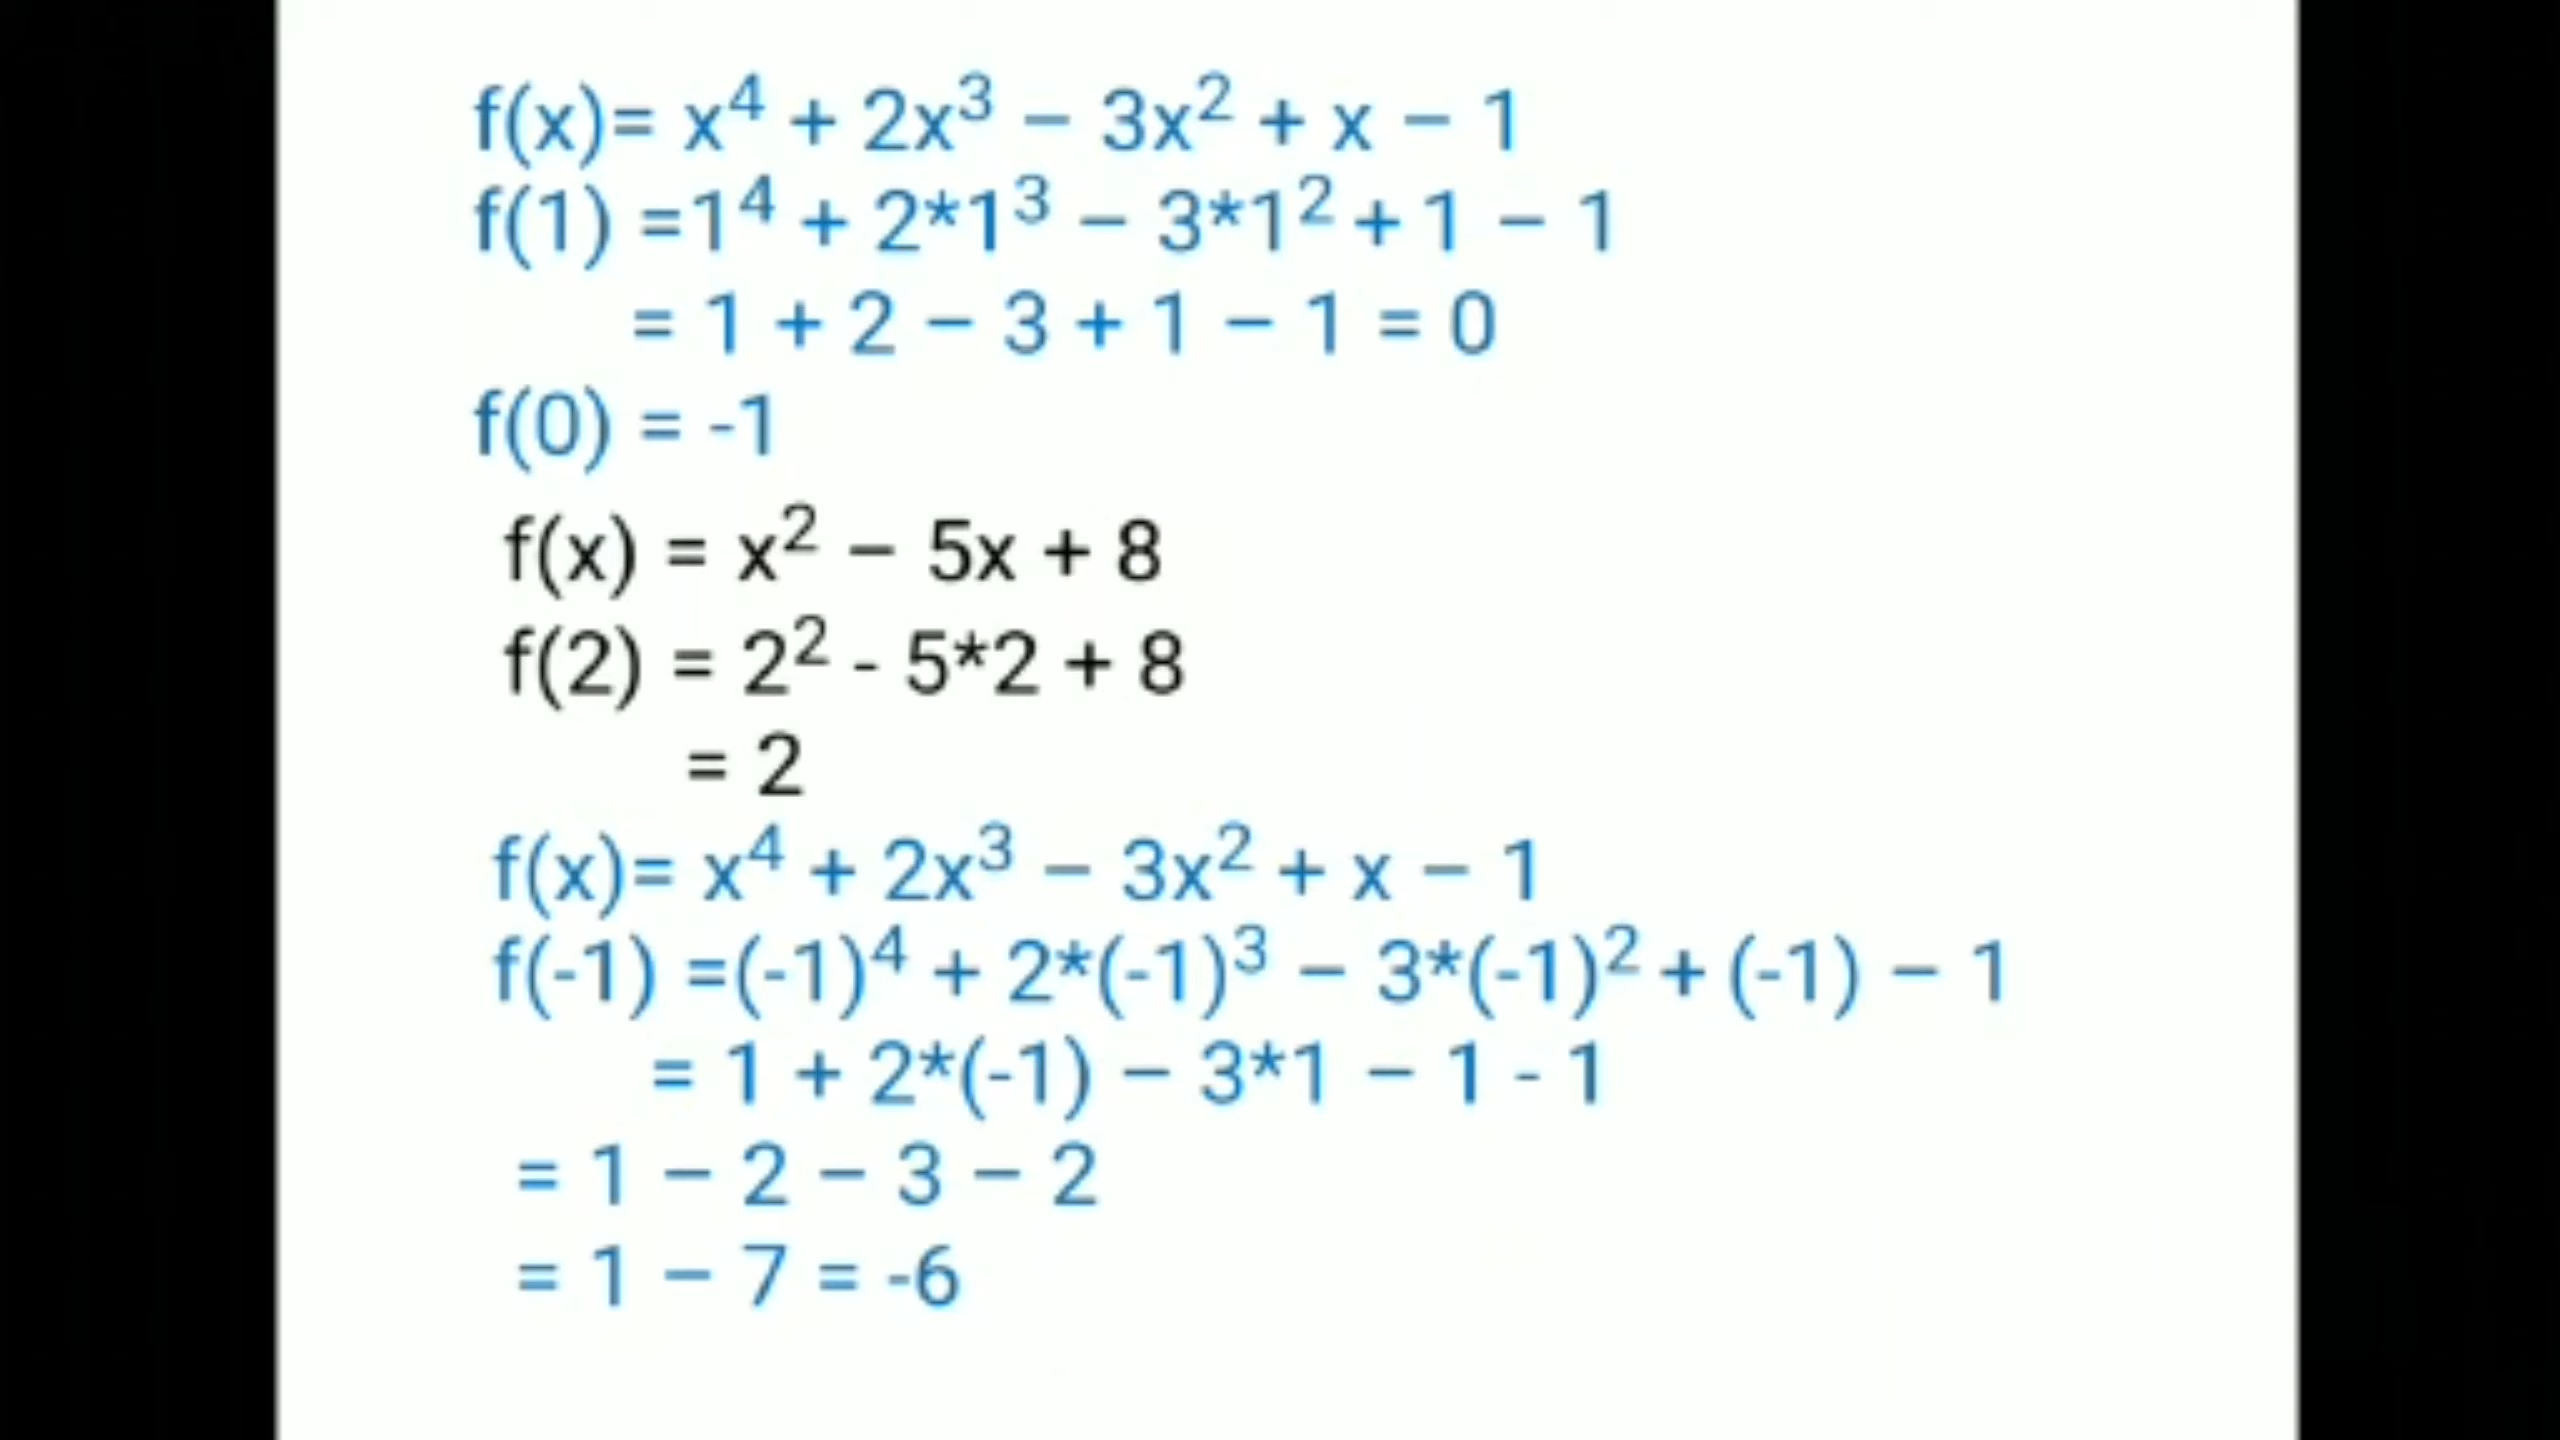 f(x)= x⁴ + 2x³ – 3x² + x – 1
f(1) =1⁴ + 2*1³ – 3*1² + 1 – 1
= 1 + 2 – 3 + 1 – 1 = 0
f(0) = -1
f(x) = x² – 5x + 8
f(2) = 2² - 5*2 + 8
= 2
f(x)= x⁴ + 2x³ – 3x² + x – 1
f(-1) =(-1)⁴ + 2*(-1)³ – 3*(-1)² + (-1) – 1
= 1 + 2*(-1) – 3*1 – 1 - 1
= 1 – 2 – 3 – 2
= 1 – 7 = -6